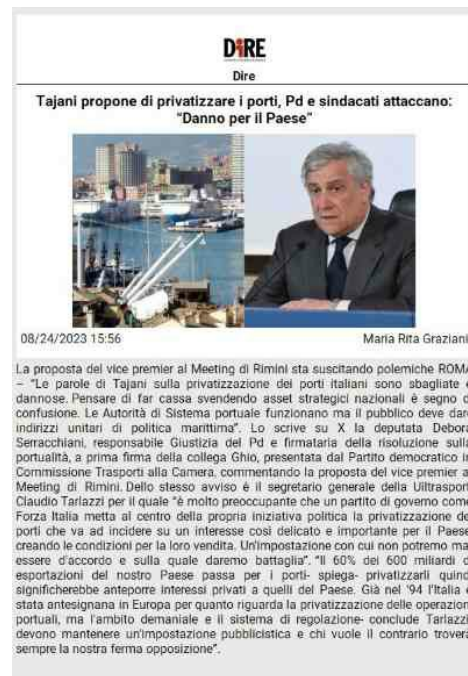 DiRE
Dire
Tajani propone di privatizzare i porti, Pd e sindacati attaccano:
"Danno per il Paese"
08/24/2023 15:56
Maria Rita Graziani
La proposta del vice premier al Meeting di Rimini sta suscitando polemiche ROMA
– "Le parole di Tajani sulla privatizzazione dei porti italiani sono sbagliate e
dannose. Pensare di far cassa svendendo asset strategici nazionali è segno d
confusione. Le Autorità di Sistema portuale funzionano ma il pubblico deve dare
indirizzi unitari di politica marittima". Lo scrive su X la deputata Debora
Serracchiani, responsabile Giustizia del Pd e firmataria della risoluzione sulla
portualità, a prima firma della collega Ghio, presentata dal Partito democratico in
Commissione Trasporti alla Camera, commentando la proposta del vice premier al
Meeting di Rimini. Dello stesso avviso è il segretario generale della Uiltrasport
Claudio Tarlazzi per il quale "è molto preoccupante che un partito di governo come
Forza Italia metta al centro della propria iniziativa politica la privatizzazione de
porti che va ad incidere su un interesse così delicato e importante per il Paese
creando le condizioni per la loro vendita. Un'impostazione con cui non potremo ma
essere d'accordo e sulla quale daremo battaglia". "Il 60% dei 600 miliardi d
esportazioni del nostro Paese passa per i porti- spiega- privatizzarli quind
significherebbe anteporre interessi privati a quelli del Paese. Già nel '94 l'Italia è
stata antesignana in Europa per quanto riguarda la privatizzazione delle operazion
portuali, ma l'ambito demaniale e il sistema di regolazione- conclude Tarlazzi
devono mantenere un'impostazione pubblicistica e chi vuole il contrario troverà
sempre la nostra ferma opposizione".